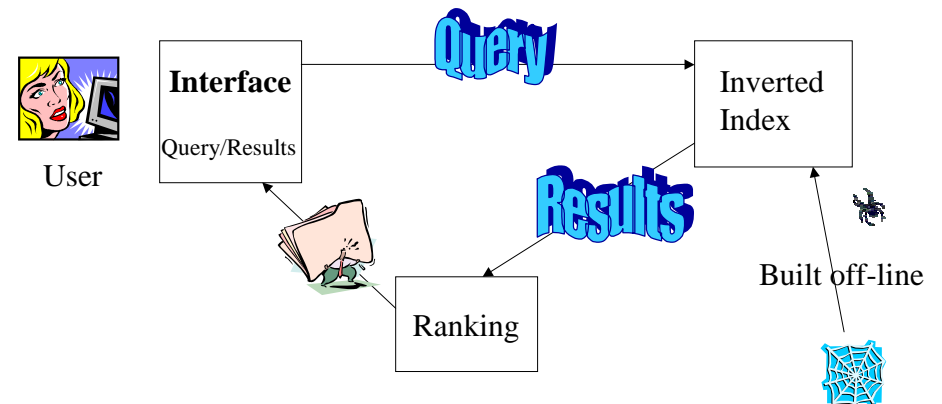 Query
Interface
Query/Results
User
Inverted
Index
Results
Built off-line
Ranking